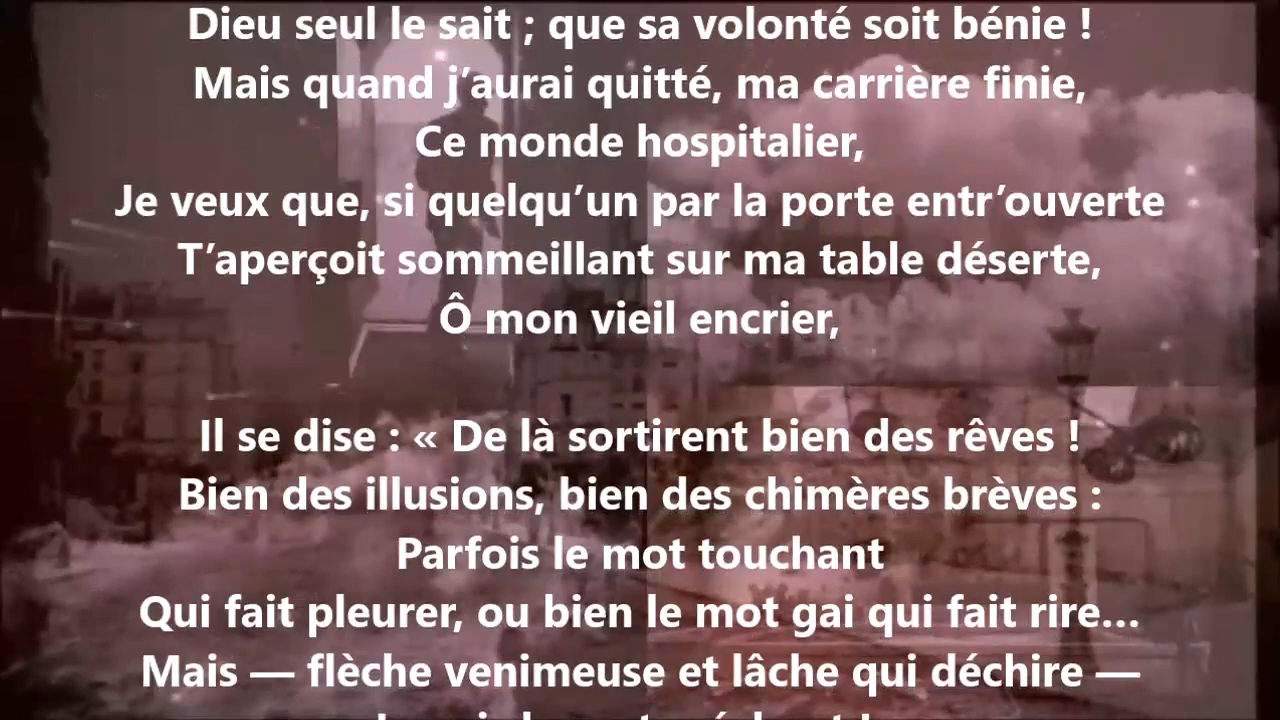 Dieu seul le sait ; que sa volonté soit bénie !
Mais quand j’aurai quitté, ma carrière finie,
Ce monde hospitalier,
Je veux que, si quelqu’un par la porte entr’ouverte
T’aperçoit sommeillant sur ma table déserte,
Ô mon vieil encrier,
Il se dise : « De là sortirent bien des rêves !
Bien des illusions, bien des chimères brèves :
Parfois le mot touchant
Qui fait pleurer, ou bien le mot gai qui fait rire…
Mais — flèche venimeuse et lâche qui déchire —